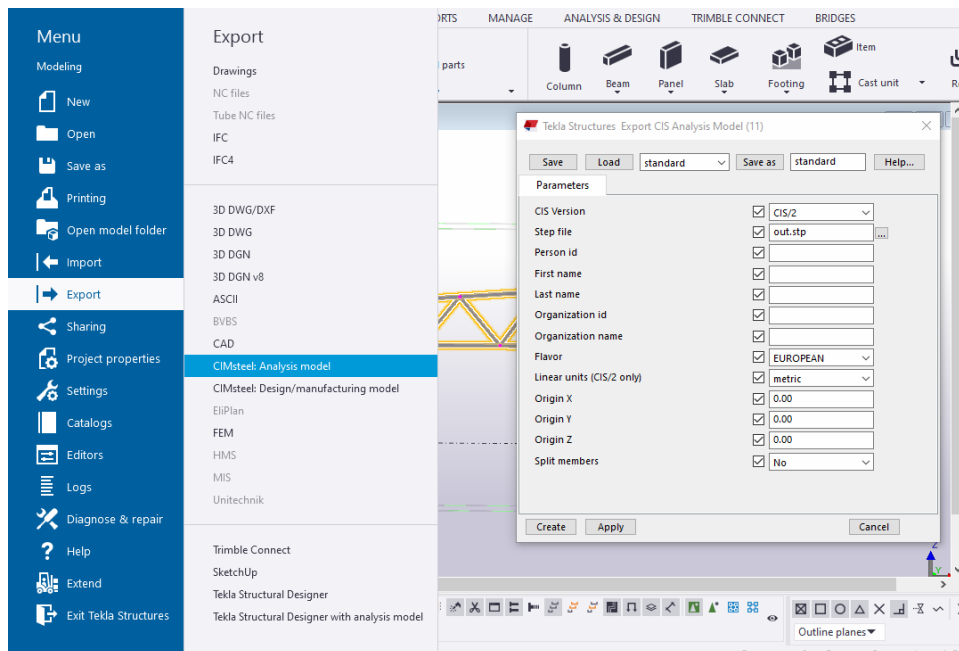 Menu
Modeling
New
Open
Save as
Printing
Open model folder
Import
Export
Sharing
Project properties
Settings
Catalogs
Editors
Logs
Diagnose & repair
Help
Extend
Exit Tekla Structures
Export
Drawings
NC files
Tube NC files
IFC
IFC4
3D DWG/DXF
3D DWG
3D DGN
3D DGN v8
ASCII
BVBS
CAD
CIMsteel: Analysis model
CIMsteel: Design/manufacturing model
EliPlan
FEM
HMS
MIS
Unitechnik
Trimble Connect
SketchUp
Tekla Structural Designer
Tekla Structural Designer with analysis model
ORTS MANAGE ANALYSIS & DESIGN TRIMBLE CONNECT BRIDGES
parts
Column Beam Panel Slab Footing
Item
Cast unit
Tekla Structures Export CIS Analysis Model (11)
Save Load standard Save as standard Help...
Parameters
CIS Version CIS/2
Step file out.stp ...
Person id
First name
Last name
Organization id
Organization name
Flavor EUROPEAN
Linear units (CIS/2 only) metric
Origin X 0.00
Origin Y 0.00
Origin Z 0.00
Split members No
Create Apply Cancel
Z
Y
Outline planes